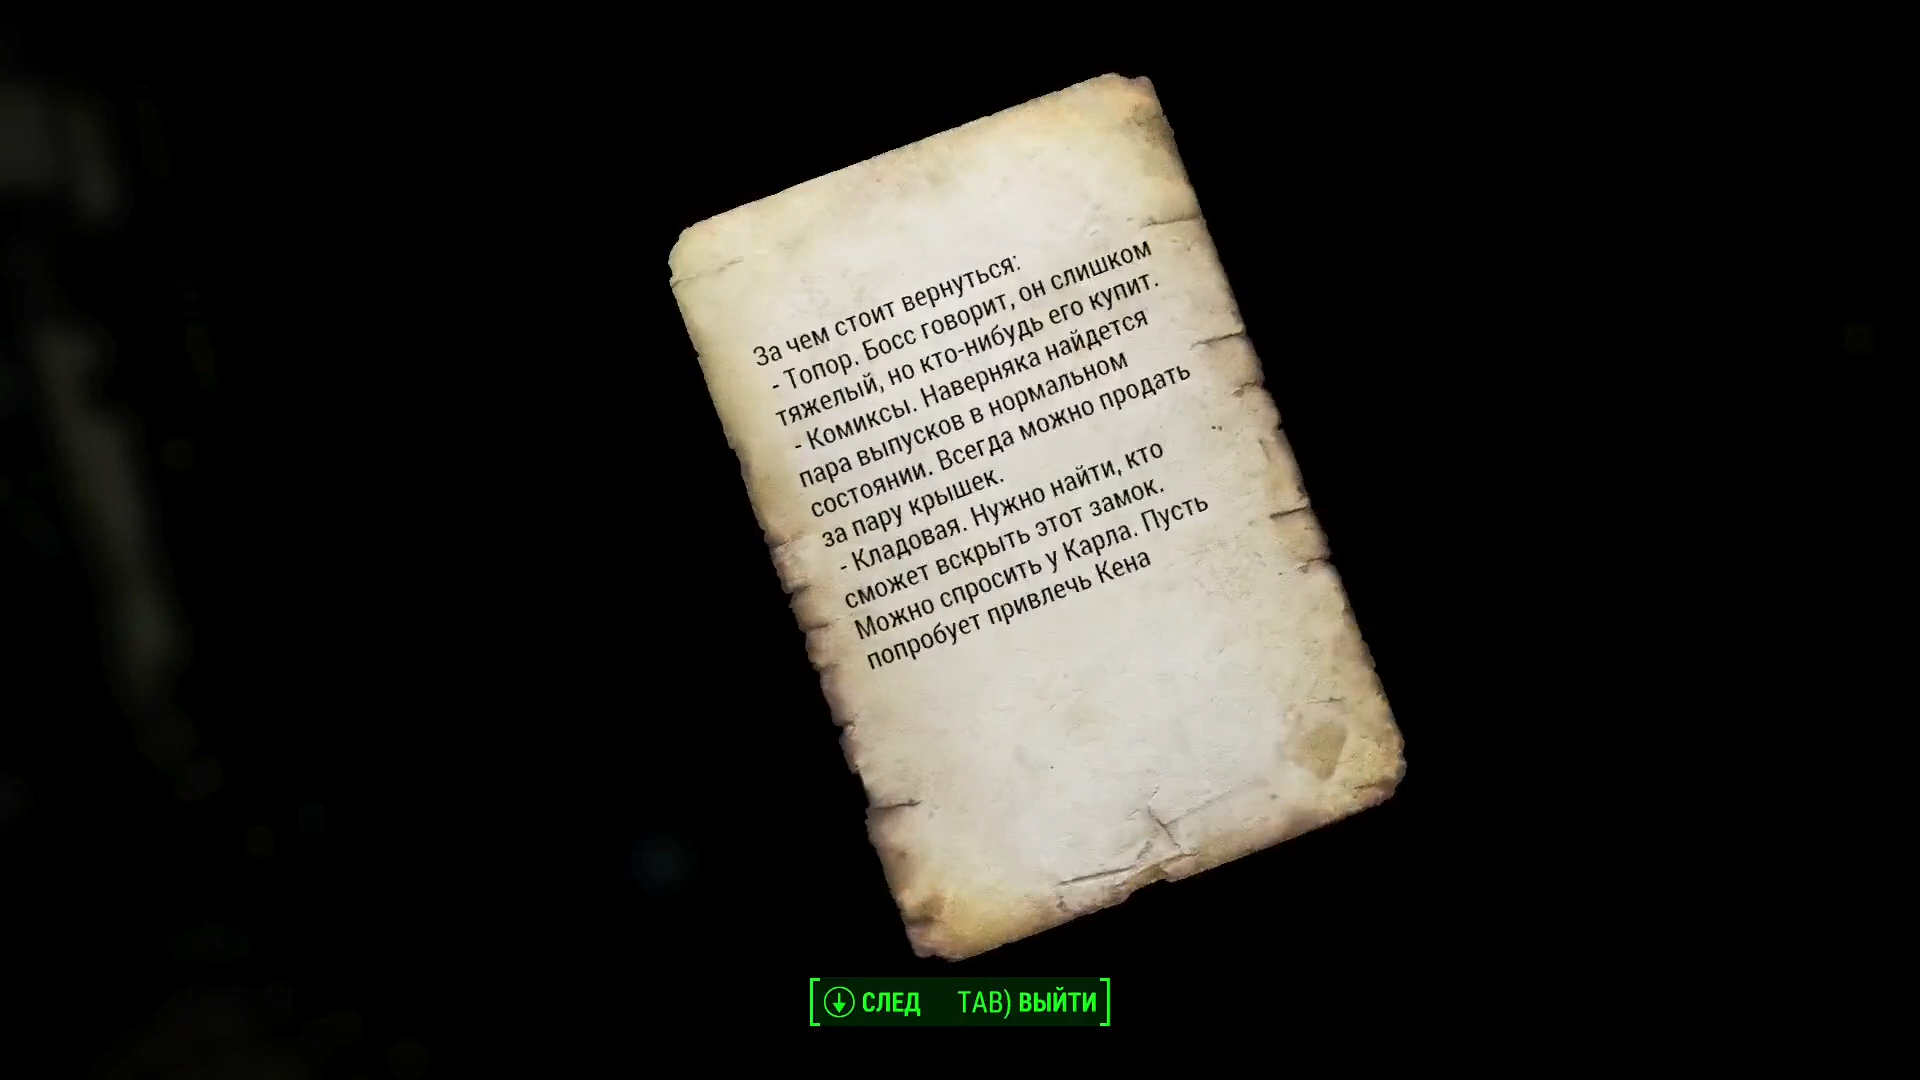 За чем стоит вернуться:
- Топор. Босс говорит, он слишком
тяжелый, но кто-нибудь его купит.
- Комиксы. Наверняка найдется
пара выпусков в нормальном
состоянии. Всегда можно продать
за пару крышек.
- Кладовая. Нужно найти, кто
сможет вскрыть этот замок.
Можно спросить у Карла. Пусть
попробует привлечь Кена
СЛЕД TAB) ВЫЙТИ